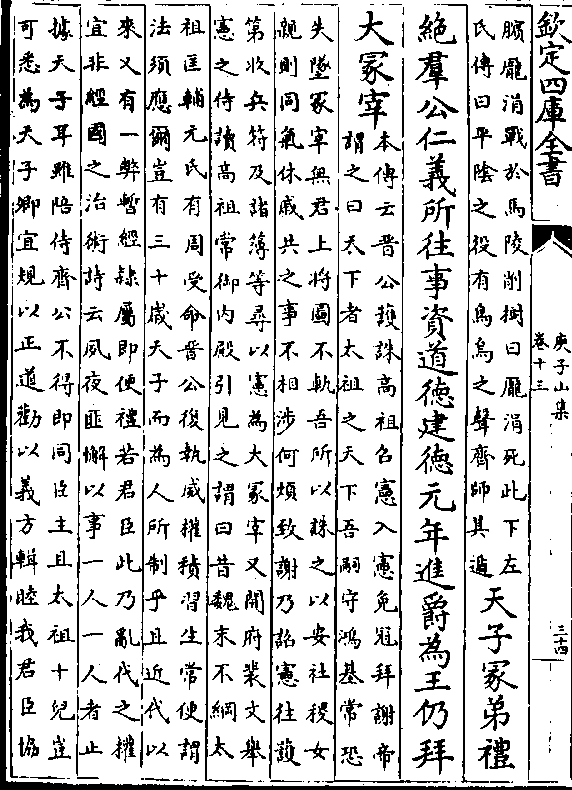 欽定四庫全書
庚子山集
卷十三
三十四
臏龎涓戰於馬陵削樹曰龎涓死此下左
氏傳曰平陰之役有鳥烏之聲齊師其遁
天子冢弟禮
絶羣公仁義所往事資道德建德元年進爵為王仍拜
大冢宰
本傳云晉公䕶誅高祖召憲入憲免冠拜謝帝
謂之曰天下者太祖之天下吾嗣守鴻基常恐
失墜冢宰無君上將圖不軌吾所以誅之以安社稷女
親則同氣休戚共之事不相涉何煩致謝乃詔憲往䕶
第收兵符及諸簿等尋以憲為大冢宰又開府裴文舉
憲之侍讀高祖常御内殿引見之謂曰昔魏末不綱太
祖匡輔元氏有周受命晉公復執威權積習生常便謂
法須應爾豈有三十歲天子而為人所制乎且近代以
來又有一弊暫經隷屬即便禮若君臣此乃亂代之權
宜非經國之治術詩云夙夜匪懈以事一人一人者止
據天子耳雖陪侍齊公不得即同臣主且太祖十兒豈
可悉為天子卿宜規以正道勸以義方輯睦我君臣協